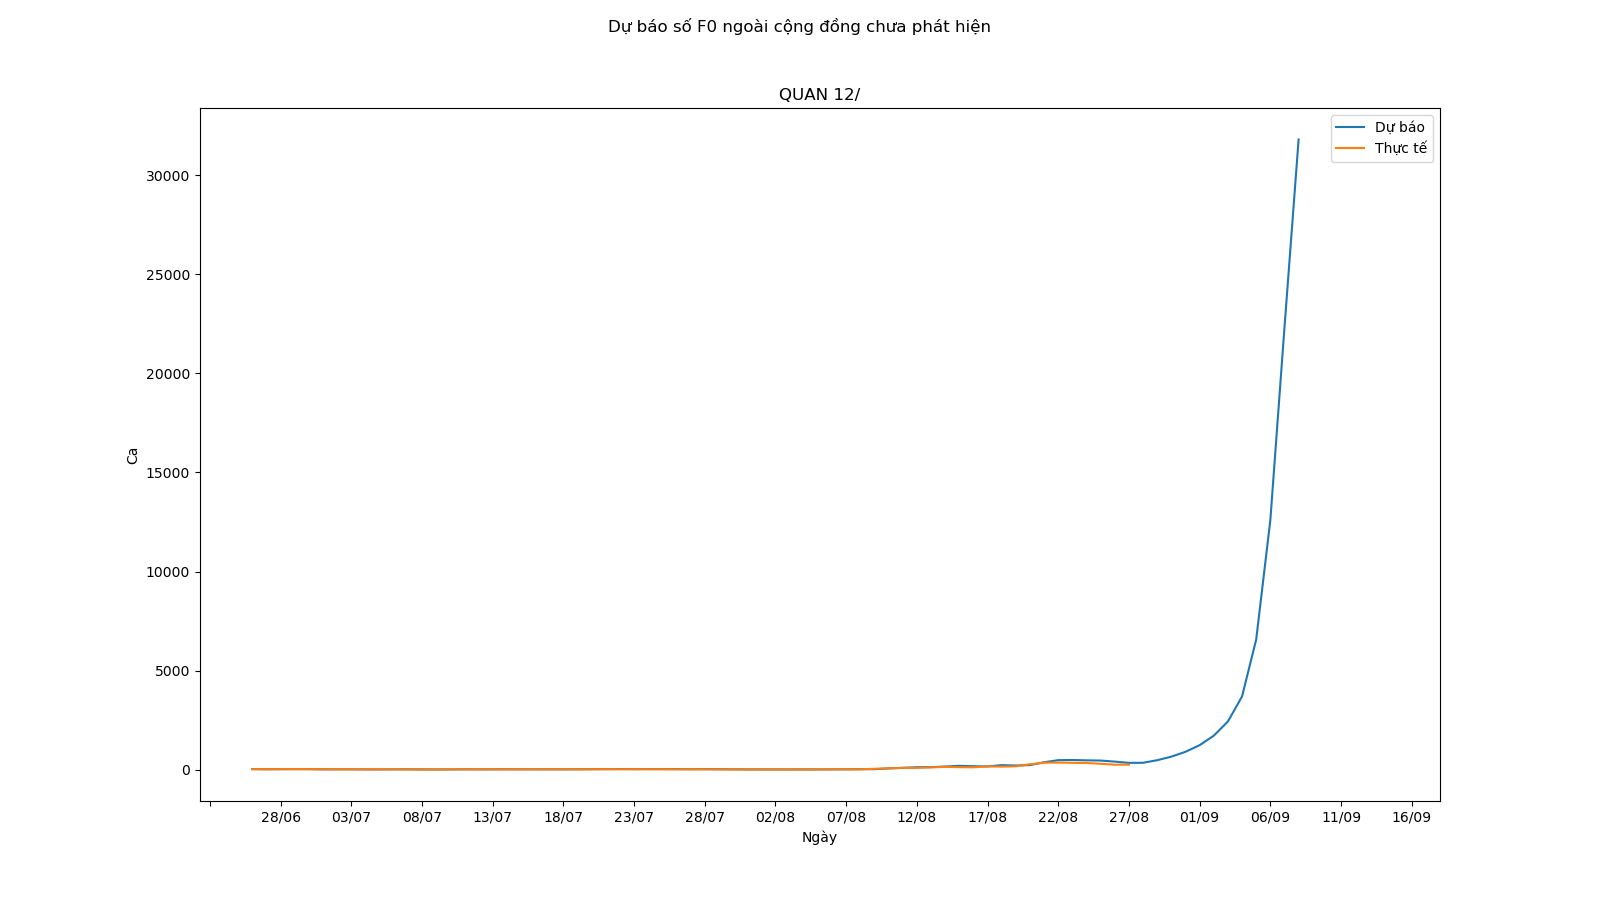 Dự báo số F0 ngoài cộng đồng chưa phát hiện
QUAN 12/
Dự báo
Thực tế
30000
25000
20000
15000
10000
5000
0
Ca
28/06 03/07 08/07 13/07 18/07 23/07 28/07 02/08 07/08 12/08 17/08 22/08 27/08 01/09 06/09 11/09 16/09
Ngày